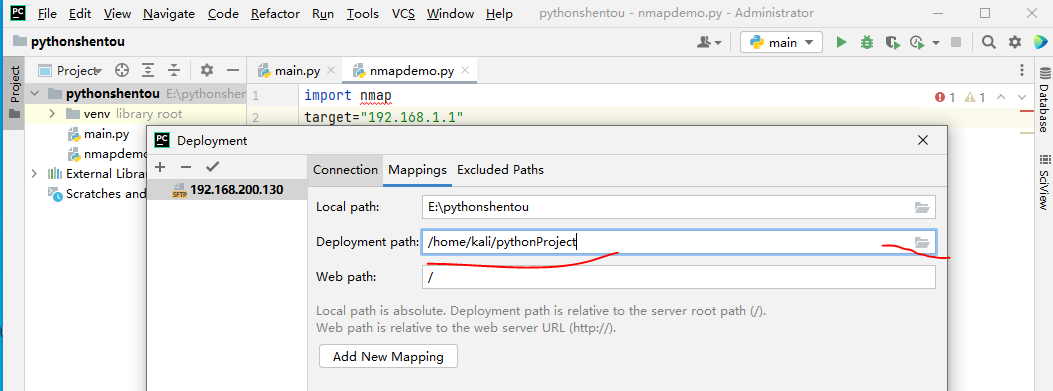 File Edit View Navigate Code Refactor Run Tools VCS Window Help pythonshentou - nmapdemo.py - Administrator
pythonshentou
main
Project
Project
main.py
nmapdemo.py
pythonshentou E:\pythonshen
venv library root
main.py
nmapdemo
External Librar
Scratches and
1
import nmap
1
1
2
target="192.168.1.1"
Database
SciView
Deployment
SFTP 192.168.200.130
Connection Mappings Excluded Paths
Local path: E:\pythonshentou
Deployment path: /home/kali/pythonProject
Web path: /
Local path is absolute. Deployment path is relative to the server root path (/).
Web path is relative to the web server URL (http://).
Add New Mapping